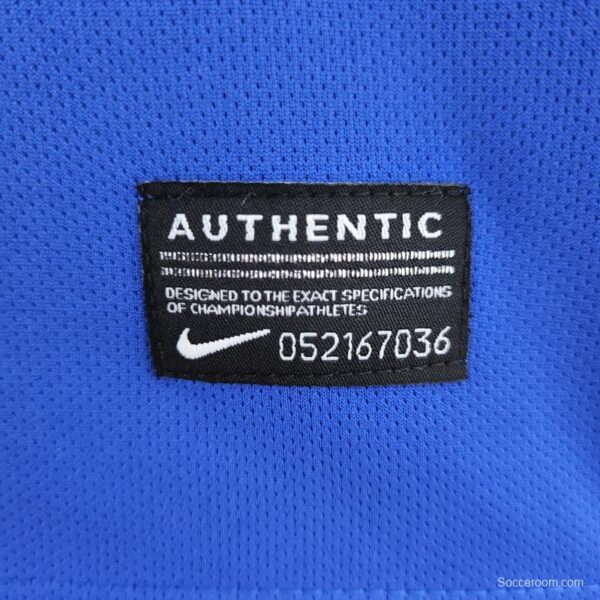 AUTHENTIC
DESIGNED TO THE EXACT SPECIFICATIONS
OF CHAMPIONSHIPATHLETES
052167036
Socceroom.com